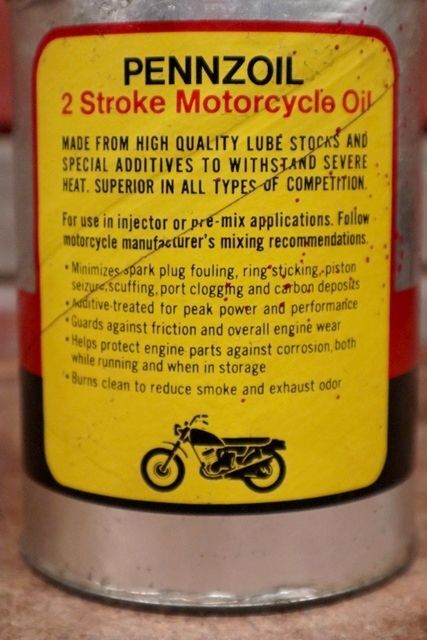 PENNZOIL
2 Stroke Motorcycle Oil
MADE FROM HIGH QUALITY LUBE STOCKS AND
SPECIAL ADDITIVES TO WITHSTAND SEVERE
HEAT. SUPERIOR IN ALL TYPES OF COMPETITION.
For use in injector or pre-mix applications. Follow
motorcycle manufacturer's mixing recommendations.
• Minimizes spark plug fouling, ring sticking, piston
seizure, scuffing, port clogging and carbon deposits
• Additive-treated for peak power and performance
• Guards against friction and overall engine wear
• Helps protect engine parts against corrosion, both
while running and when in storage
• Burns clean to reduce smoke and exhaust odor